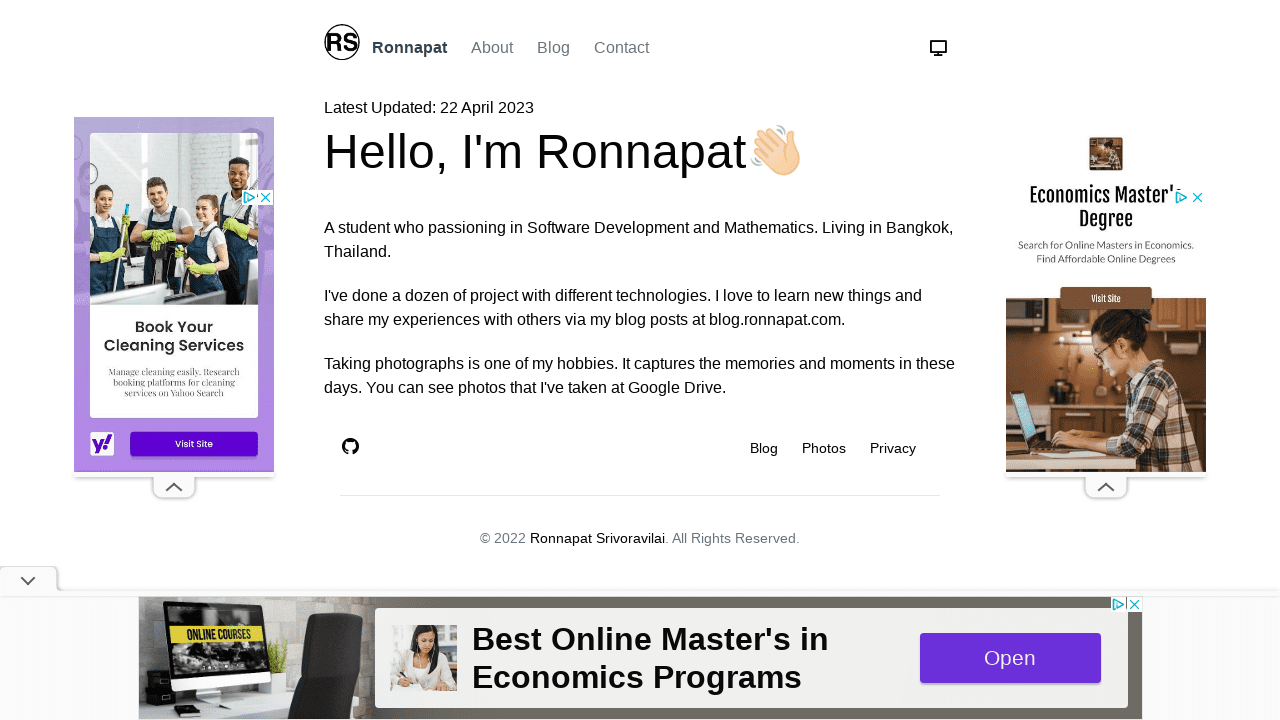 RS
Ronnapat About Blog Contact
Latest Updated: 22 April 2023
Hello, I'm Ronnapat👋🏻
A student who passioning in Software Development and Mathematics. Living in Bangkok,
Thailand.
I've done a dozen of project with different technologies. I love to learn new things and
share my experiences with others via my blog posts at blog.ronnapat.com.
Taking photographs is one of my hobbies. It captures the memories and moments in these
days. You can see photos that I've taken at Google Drive.
Blog Photos Privacy
© 2022 Ronnapat Srivoravilai. All Rights Reserved.
Book Your
Cleaning Services
Manage cleaning easily. Research
booking platforms for cleaning
services on Yahoo Search
y!
Visit Site
Economics Master's
Degree
Search for Online Masters in Economics.
Find Affordable Online Degrees
Visit Site
ONLINE COURSES
Best Online Master's in
Economics Programs
Open